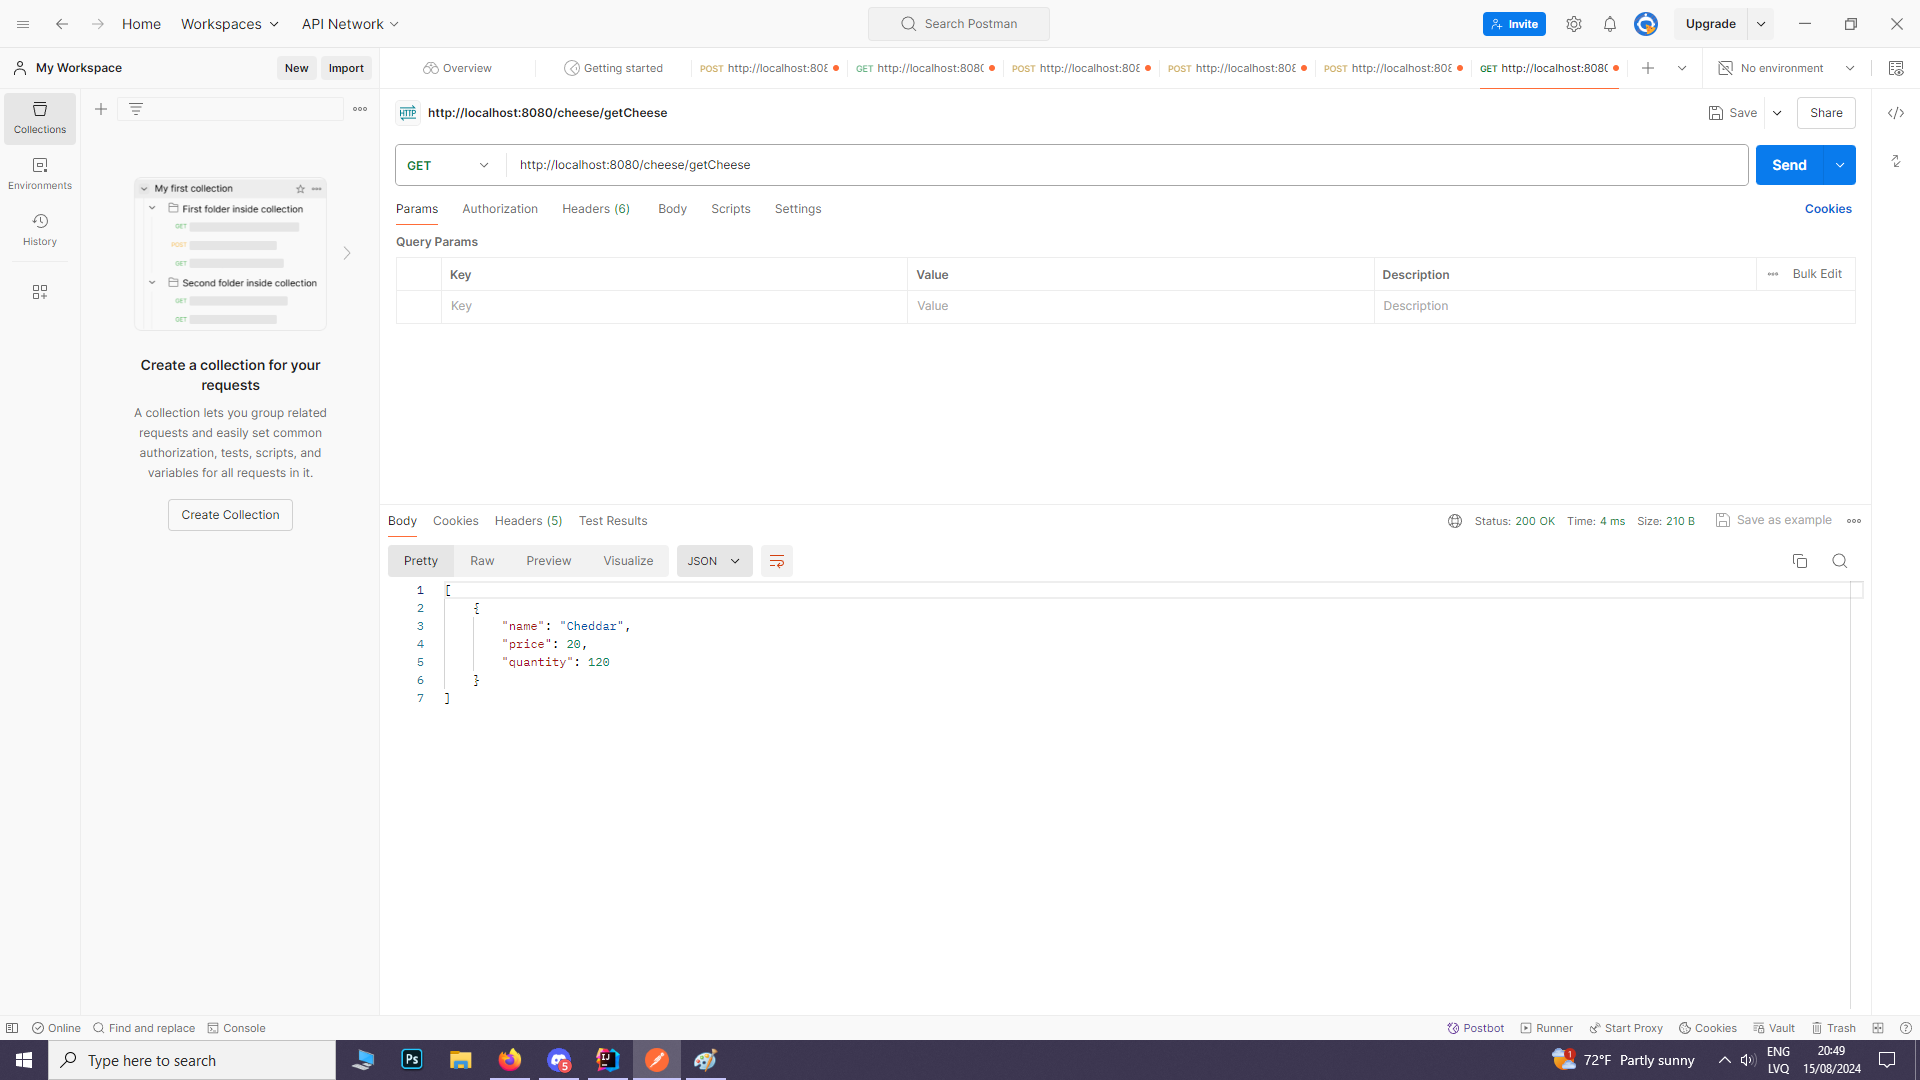 Home Workspaces API Network Search Postman Invite Upgrade
My Workspace New Import Overview Getting started POST http://localhost:808 GET http://localhost:8080 POST http://localhost:808 POST http://localhost:808 POST http://localhost:808 GET http://localhost:8080 No environment
Collections
Environments
History
My first collection
First folder inside collection
GET
POST
GET
Second folder inside collection
GET
GET
Create a collection for your
requests
A collection lets you group related
requests and easily set common
authorization, tests, scripts, and
variables for all requests in it.
Create Collection
HTTP http://localhost:8080/cheese/getCheese Save Share
GET http://localhost:8080/cheese/getCheese Send
Params Authorization Headers (6) Body Scripts Settings Cookies
Query Params
Key Value Description Bulk Edit
Key Value Description
Body Cookies Headers (5) Test Results Status: 200 OK Time: 4 ms Size: 210 B Save as example
Pretty Raw Preview Visualize JSON
1 [
2 {
3 "name": "Cheddar",
4 "price": 20,
5 "quantity": 120
6 }
7 ]
Online Find and replace Console Postbot Runner Start Proxy Cookies Vault Trash
Type here to search Ps 5 IJ 1 72°F Partly sunny ENG 20:49
LVQ 15/08/2024